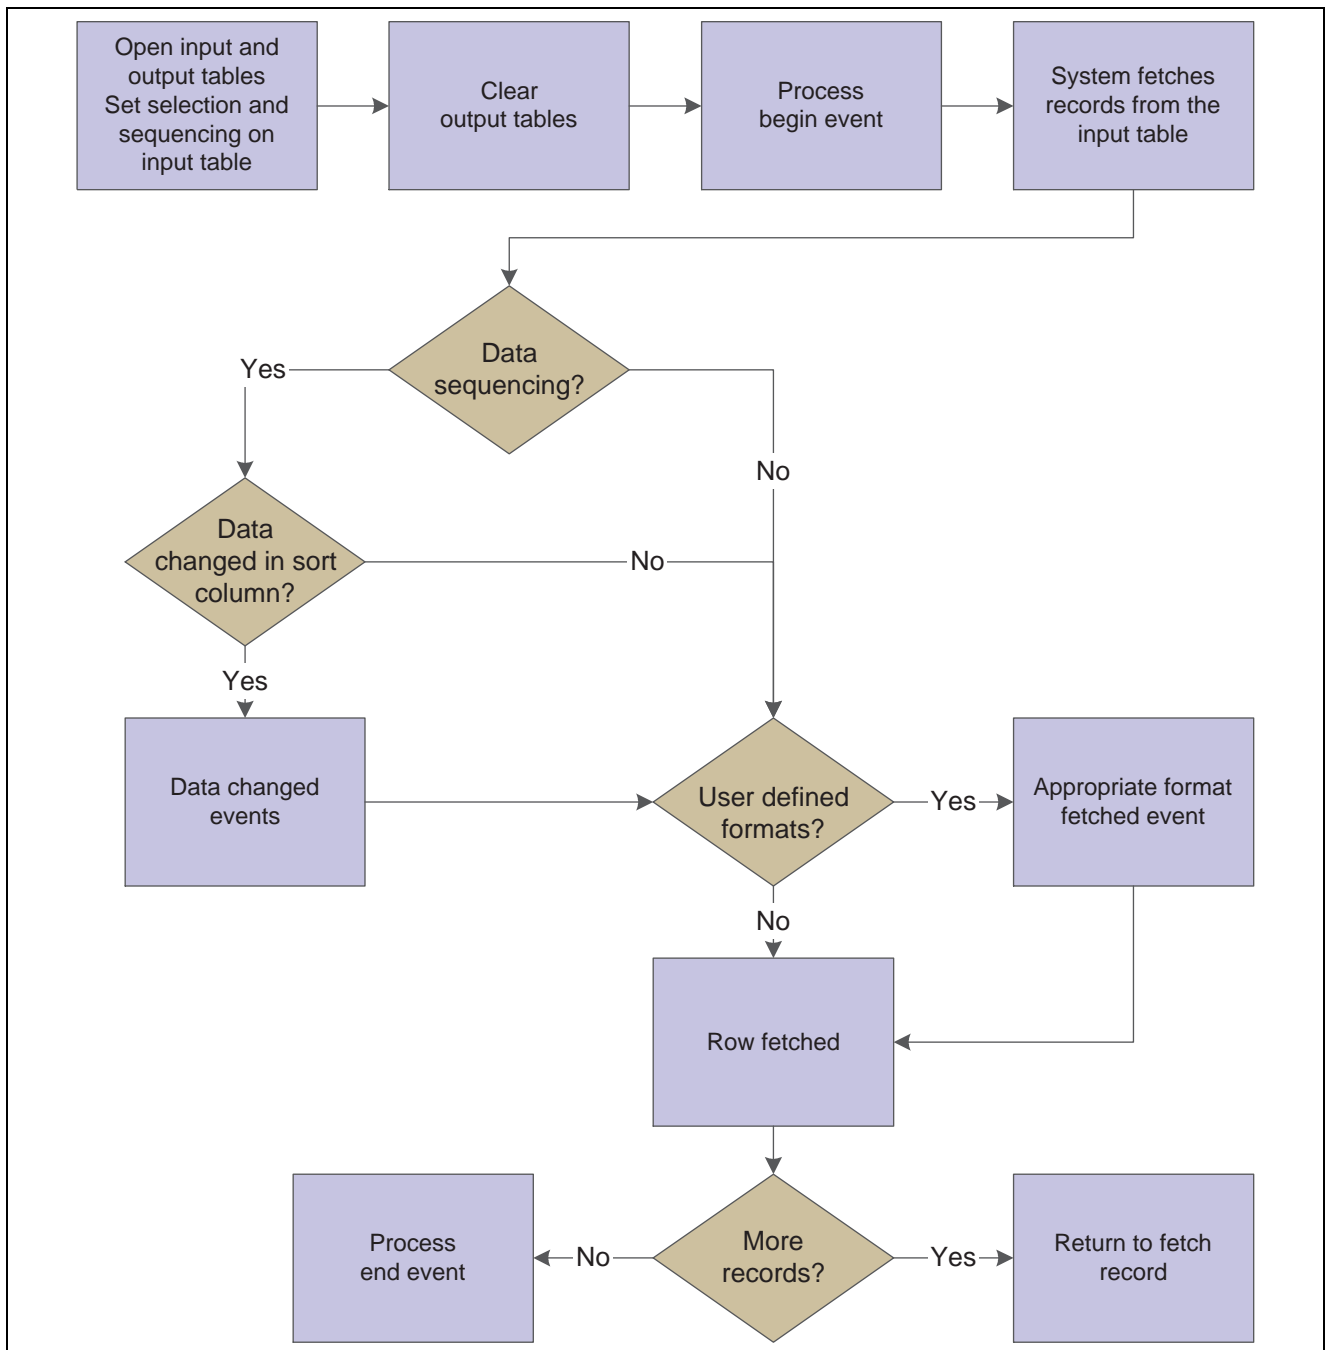 Open input and
output tables
Set selection and
sequencing on
input table
Clear
output tables
Process
begin event
System fetches
records from the
input table
Data
sequencing?
Yes
No
Data
changed in sort
column?
No
Yes
Data changed
events
User defined
formats?
Yes
Appropriate format
fetched event
No
Row fetched
More
records?
No
Process
end event
Yes
Return to fetch
record